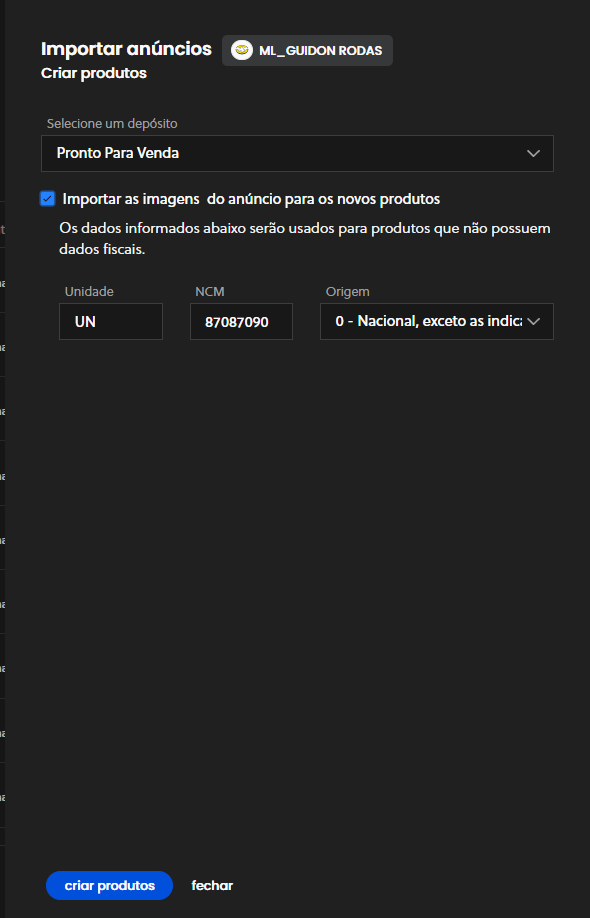 Importar anúncios
ML_GUIDON RODAS
Criar produtos
Selecione um depósito
Pronto Para Venda
Importar as imagens do anúncio para os novos produtos
Os dados informados abaixo serão usados para produtos que não possuem
dados fiscais.
Unidade NCM Origem
UN 87087090 0 - Nacional, exceto as indic
criar produtos fechar